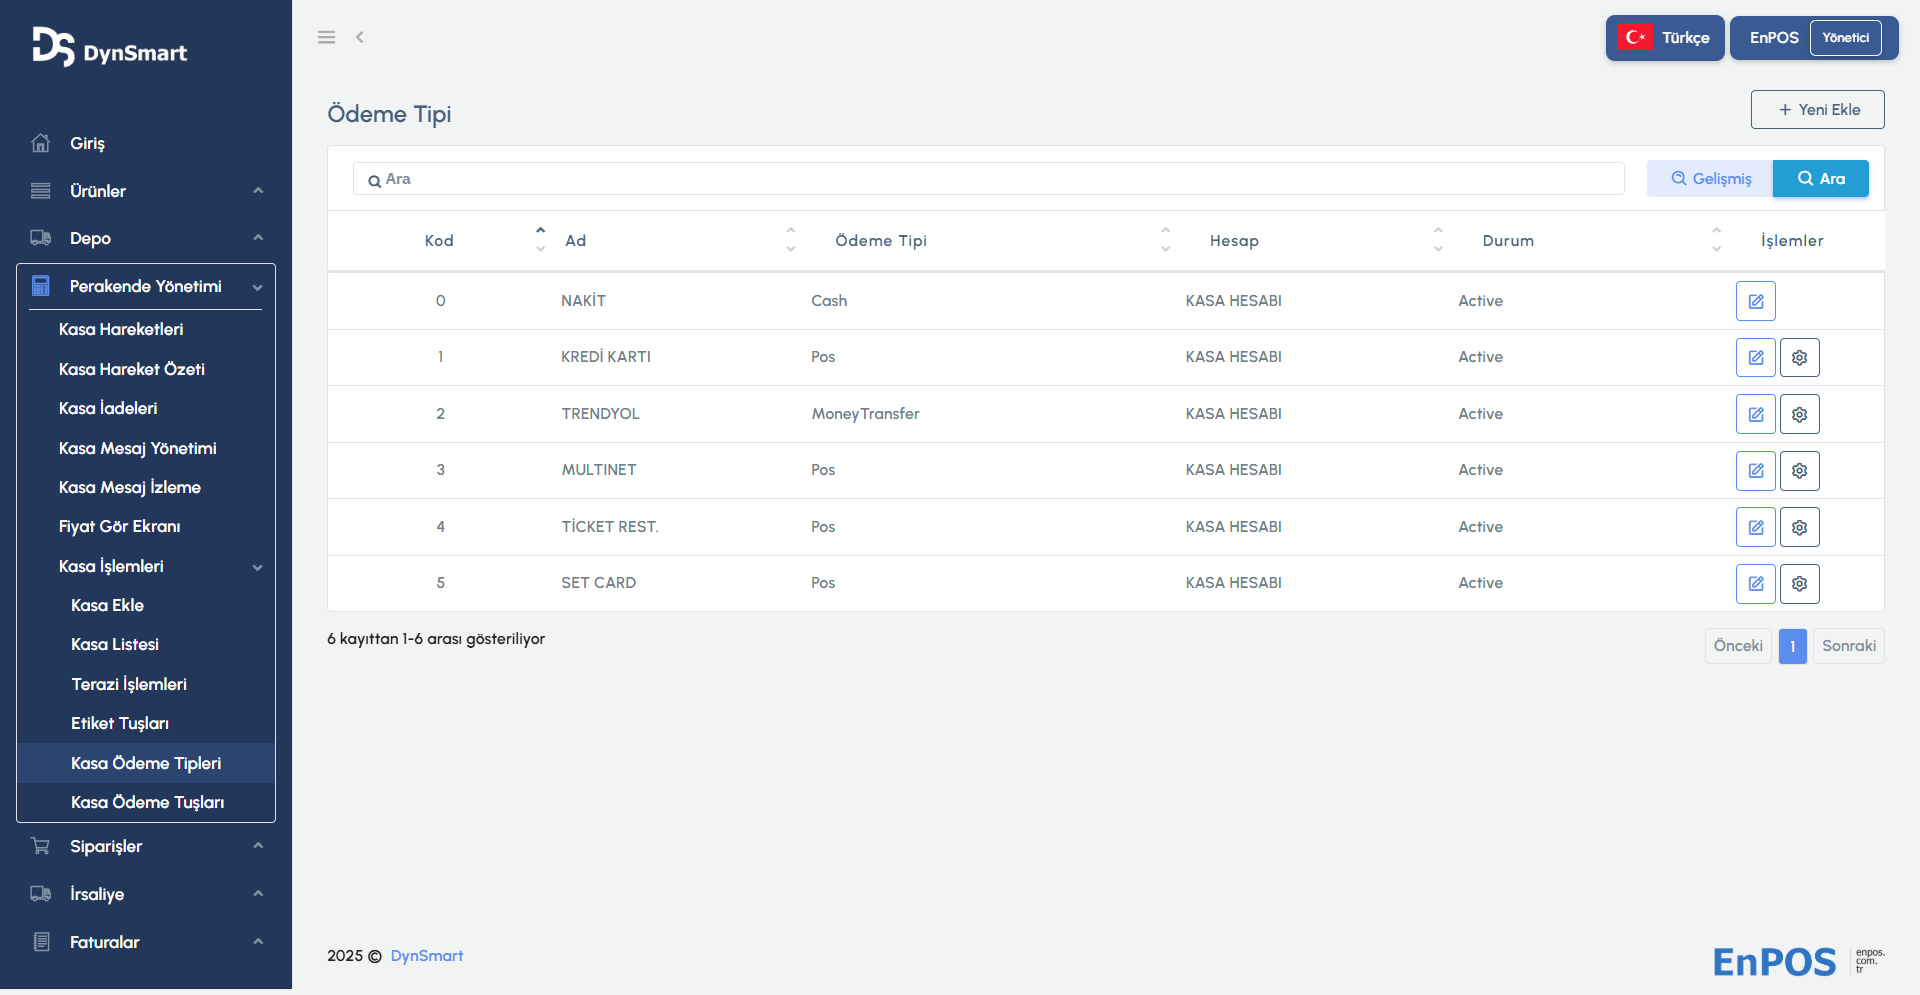 DynSmart
Giriş
Ürünler
Depo
Perakende Yönetimi
Kasa Hareketleri
Kasa Hareket Özeti
Kasa İadeleri
Kasa Mesaj Yönetimi
Kasa Mesaj İzleme
Fiyat Gör Ekranı
Kasa İşlemleri
Kasa Ekle
Kasa Listesi
Terazi İşlemleri
Etiket Tuşları
Kasa Ödeme Tipleri
Kasa Ödeme Tuşları
Siparişler
İrsaliye
Faturalar
Türkçe
EnPOS Yönetici
Ödeme Tipi
+ Yeni Ekle
Ara
Gelişmiş
Ara
Kod Ad Ödeme Tipi Hesap Durum İşlemler
0 NAKİT Cash KASA HESABI Active
1 KREDİ KARTI Pos KASA HESABI Active
2 TRENDYOL MoneyTransfer KASA HESABI Active
3 MULTINET Pos KASA HESABI Active
4 TİCKET REST. Pos KASA HESABI Active
5 SET CARD Pos KASA HESABI Active
6 kayıttan 1-6 arası gösteriliyor
Önceki 1 Sonraki
2025 © DynSmart
EnPOS
enpos.
com.
tr